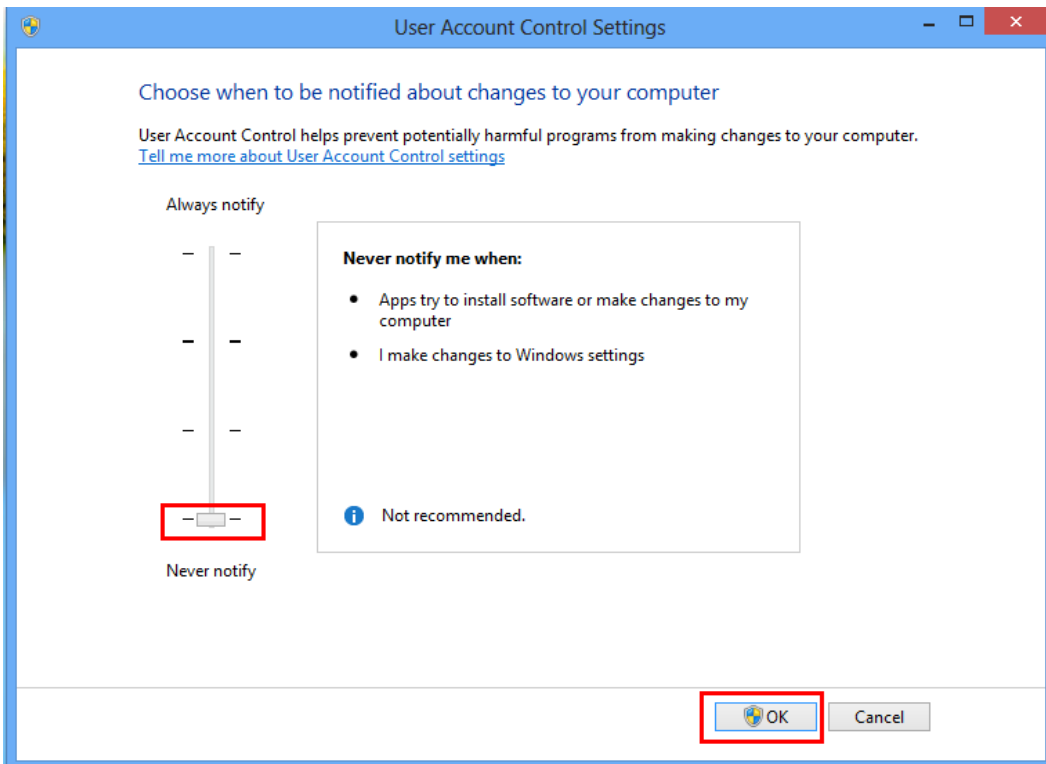 User Account Control Settings
Choose when to be notified about changes to your computer
User Account Control helps prevent potentially harmful programs from making changes to your computer.
Tell me more about User Account Control settings
Always notify
Never notify me when:
• Apps try to install software or make changes to my
computer
• I make changes to Windows settings
Not recommended.
Never notify
OK
Cancel